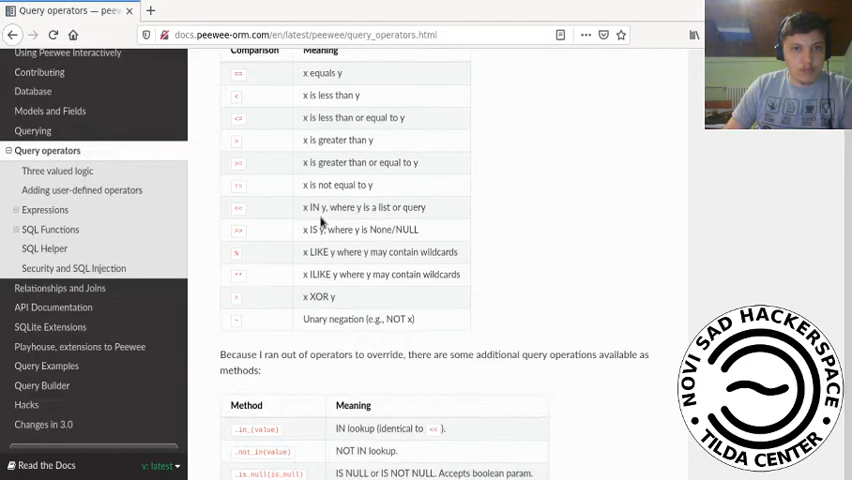 Query operators — peew
docs.peewee-orm.com/en/latest/peewee/query_operators.html
Using Peewee Interactively
Contributing
Database
Models and Fields
Querying
Query operators
Three valued logic
Adding user-defined operators
Expressions
SQL Functions
SQL Helper
Security and SQL Injection
Relationships and Joins
API Documentation
SQLite Extensions
Playhouse, extensions to Peewee
Query Examples
Query Builder
Hacks
Changes in 3.0
Read the Docs v: latest
Comparison Meaning
== x equals y
< x is less than y
<= x is less than or equal to y
> x is greater than y
>= x is greater than or equal to y
!= x is not equal to y
<< x IN y, where y is a list or query
>> x IS y, where y is None/NULL
% x LIKE y where y may contain wildcards
** x ILIKE y where y may contain wildcards
^ x XOR y
~ Unary negation (e.g., NOT x)
Because I ran out of operators to override, there are some additional query operations available as
methods:
Method Meaning
.in_(value) IN lookup (identical to << ).
.not_in(value) NOT IN lookup.
.is_null(is_null) IS NULL or IS NOT NULL. Accepts boolean param.
NOVI SAD HACKERSPACE
TILDA CENTER